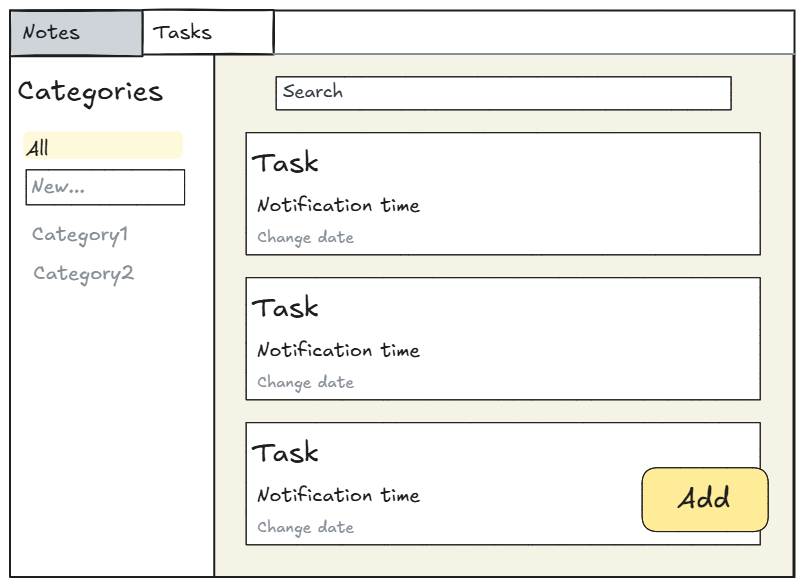 Notes
Tasks
Categories
All
New...
Category1
Category2
Search
Task
Notification time
Change date
Task
Notification time
Change date
Task
Notification time
Change date
Add